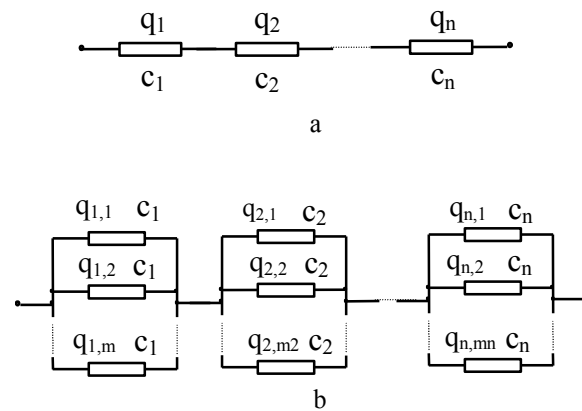 q1 q2 qn
c1 c2 cn
a
q1,1 c1 q2,1 c2 qn,1 cn
q1,2 c1 q2,2 c2 qn,2 cn
q1,m c1 q2,m2 c2 qn,mn cn
b